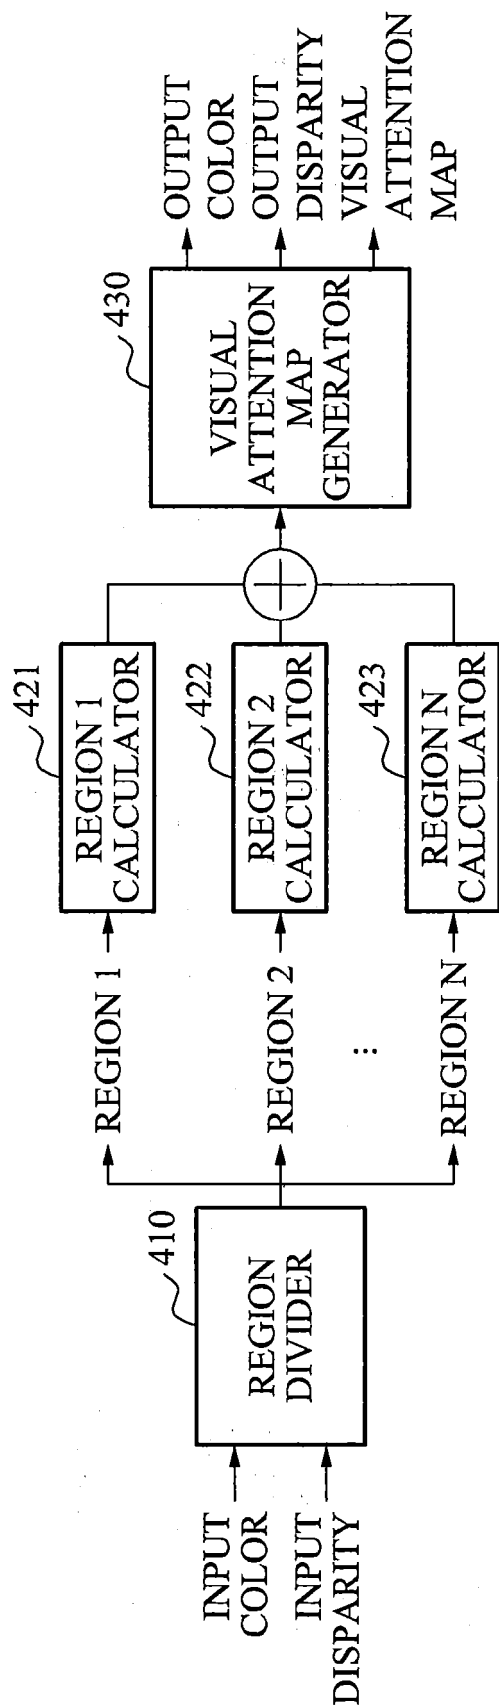 INPUT
COLOR
INPUT
DISPARITY
410
REGION
DIVIDER
REGION 1
REGION 2
...
REGION N
421
REGION 1
CALCULATOR
422
REGION 2
CALCULATOR
423
REGION N
CALCULATOR
430
VISUAL
ATTENTION
MAP
GENERATOR
OUTPUT
COLOR
OUTPUT
DISPARITY
VISUAL
ATTENTION
MAP